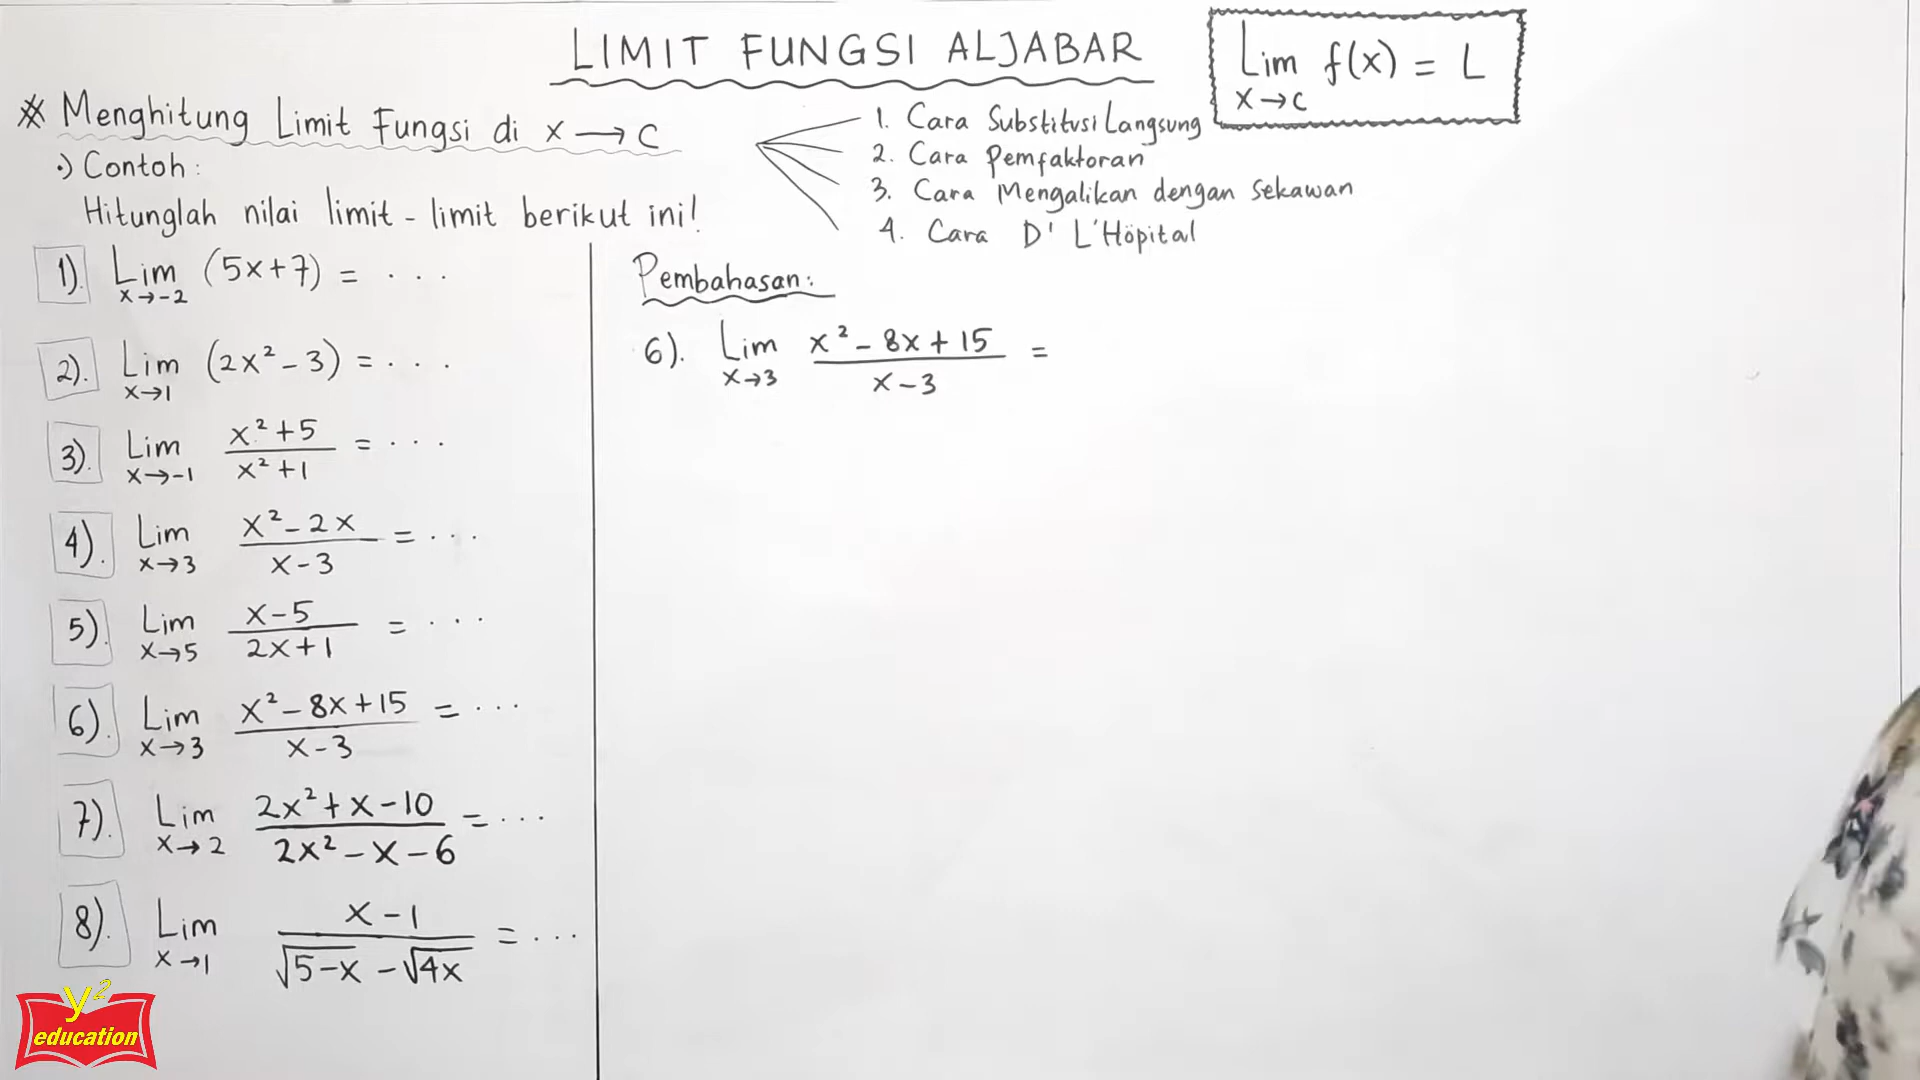 LIMIT FUNGSI ALJABAR
Lim f(x) = L
x→c
* Menghitung Limit Fungsi di x → c
1. Cara Substitusi Langsung
2. Cara Pemfaktoran
3. Cara Mengalikan dengan Sekawan
4. Cara D' L'Höpital
•) Contoh :
Hitunglah nilai limit - limit berikut ini!
1). Lim (5x+7) = . . .
x→-2
2). Lim (2x² - 3) = . . .
x→1
3). Lim x²+5 = . . .
x→-1 x²+1
4). Lim x²-2x = . . .
x→3 x-3
5). Lim x-5 = . . .
x→5 2x+1
6). Lim x²-8x+15 = . . .
x→3 x-3
7). Lim 2x²+x-10 = . . .
x→2 2x²-x-6
8). Lim x-1 = . . .
x→1 √5-x - √4x
Pembahasan :
6). Lim x²-8x+15 =
x→3 x-3
y²
education